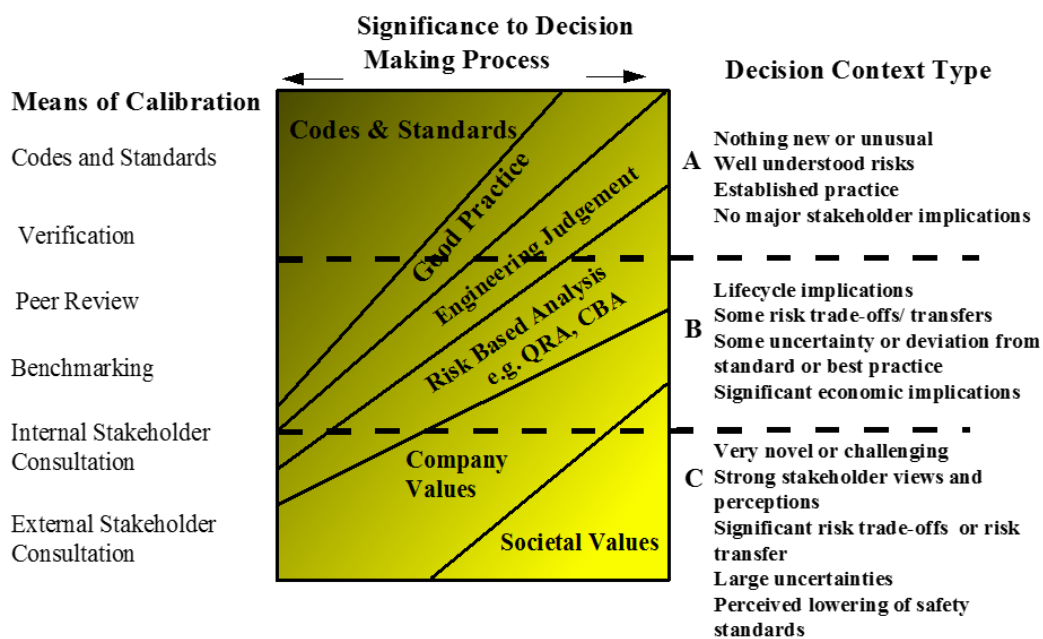 Significance to Decision
Making Process
Means of Calibration
Codes and Standards
Verification
Peer Review
Benchmarking
Internal Stakeholder
Consultation
External Stakeholder
Consultation
Codes & Standards
Good Practice
Engineering Judgement
Risk Based Analysis
e.g. QRA, CBA
Company
Values
Societal Values
Decision Context Type
A
Nothing new or unusual
Well understood risks
Established practice
No major stakeholder implications
B
Lifecycle implications
Some risk trade-offs/ transfers
Some uncertainty or deviation from
standard or best practice
Significant economic implications
C
Very novel or challenging
Strong stakeholder views and
perceptions
Significant risk trade-offs or risk
transfer
Large uncertainties
Perceived lowering of safety
standards